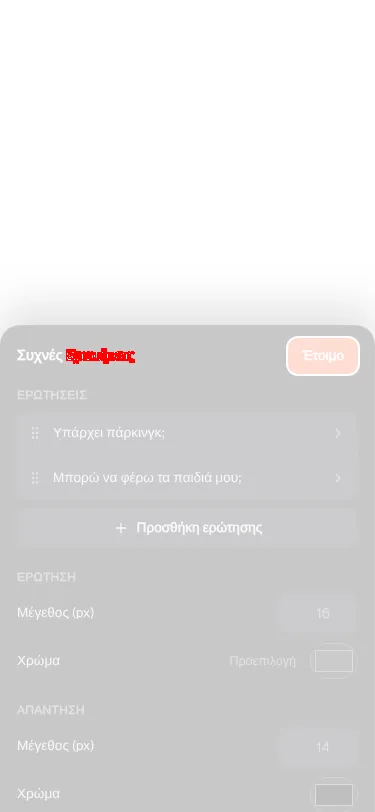 Συχνές
Έτοιμο
ΕΡΩΤΗΣΕΙΣ
Υπάρχει πάρκινγκ;
Μπορώ να φέρω τα παιδιά μου;
+ Προσθήκη ερώτησης
ΕΡΩΤΗΣΗ
Μέγεθος (px) 16
Χρώμα Προεπιλογή
ΑΠΑΝΤΗΣΗ
Μέγεθος (px) 14
Χρώμα